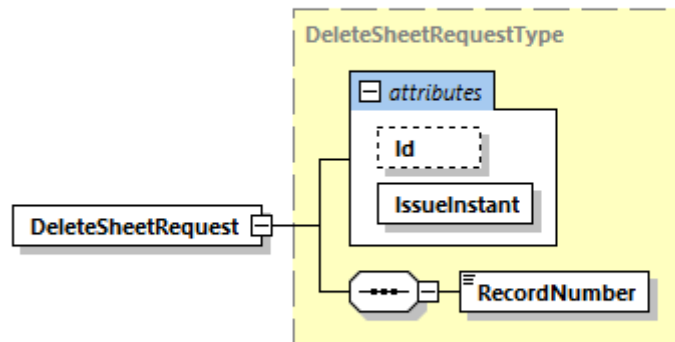 DeleteSheetRequestType
attributes
Id
IssueInstant
DeleteSheetRequest
RecordNumber